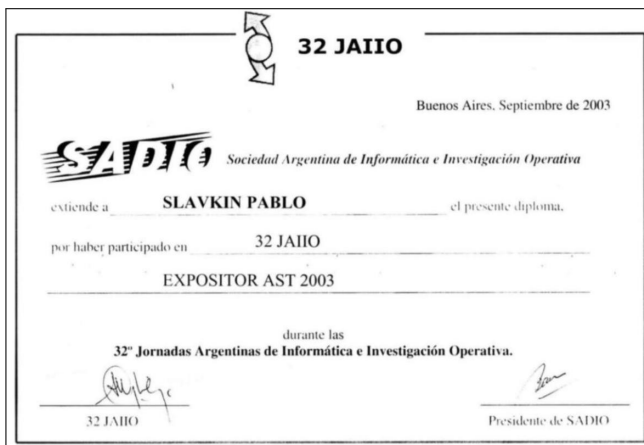 32 JAIIO
Buenos Aires. Septiembre de 2003
SADIO Sociedad Argentina de Informática e Investigación Operativa
extiende a SLAVKIN PABLO el presente diploma.
por haber participado en 32 JAIIO
EXPOSITOR AST 2003
durante las
32º Jornadas Argentinas de Informática e Investigación Operativa.
32 JAIIO Presidente de SADIO